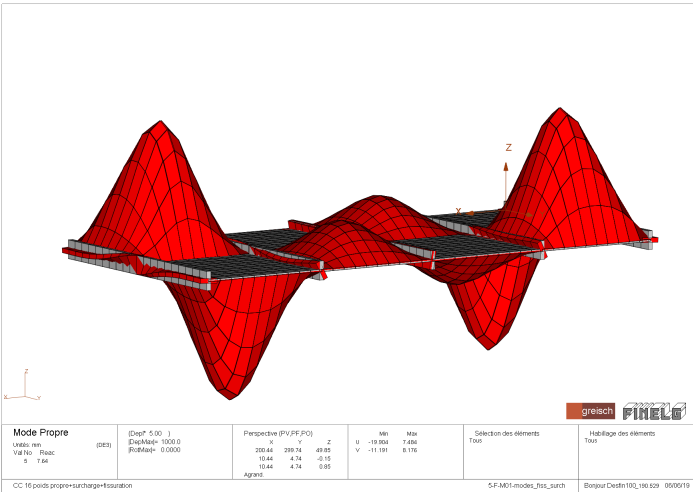 Z
Y
Z
X
Y
greisch FINELG
Mode Propre
Unités: mm (DE3)
Val No Reac
5 7.64
(Depl* 5.00 )
|DepMax|= 1000.0
|RotMax|= 0.0000
Perspective (PV,PF,PO)
X Y Z
200.44 299.74 49.85
10.44 4.74 -0.15
10.44 4.74 0.85
Agrand.
Min Max
U -19.904 7.484
V -11.191 8.176
Sélection des éléments
Tous
Habillage des éléments
Tous
CC 16 poids propre+surcharge+fissuration
5-F-M01-modes_fiss_surch
Bonjour Desfin100_190.929 06/06/19